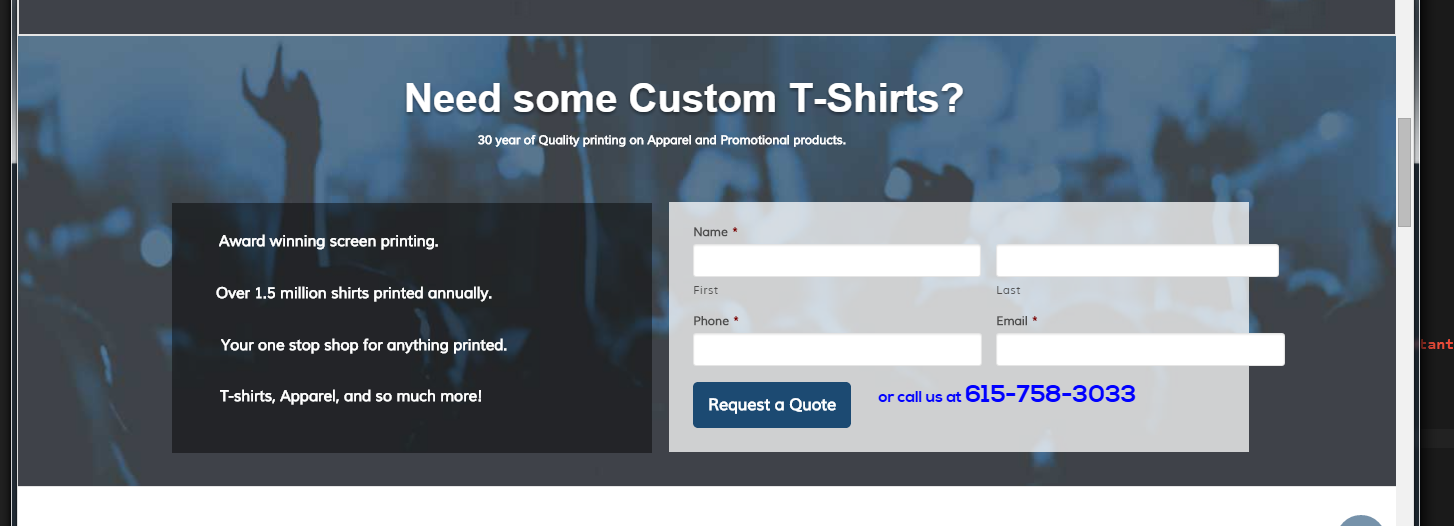 Need some Custom T-Shirts?
30 year of Quality printing on Apparel and Promotional products.
Award winning screen printing.
Over 1.5 million shirts printed annually.
Your one stop shop for anything printed.
T-shirts, Apparel, and so much more!
Name *
First
Last
Phone *
Email *
Request a Quote
or call us at 615-758-3033
tant